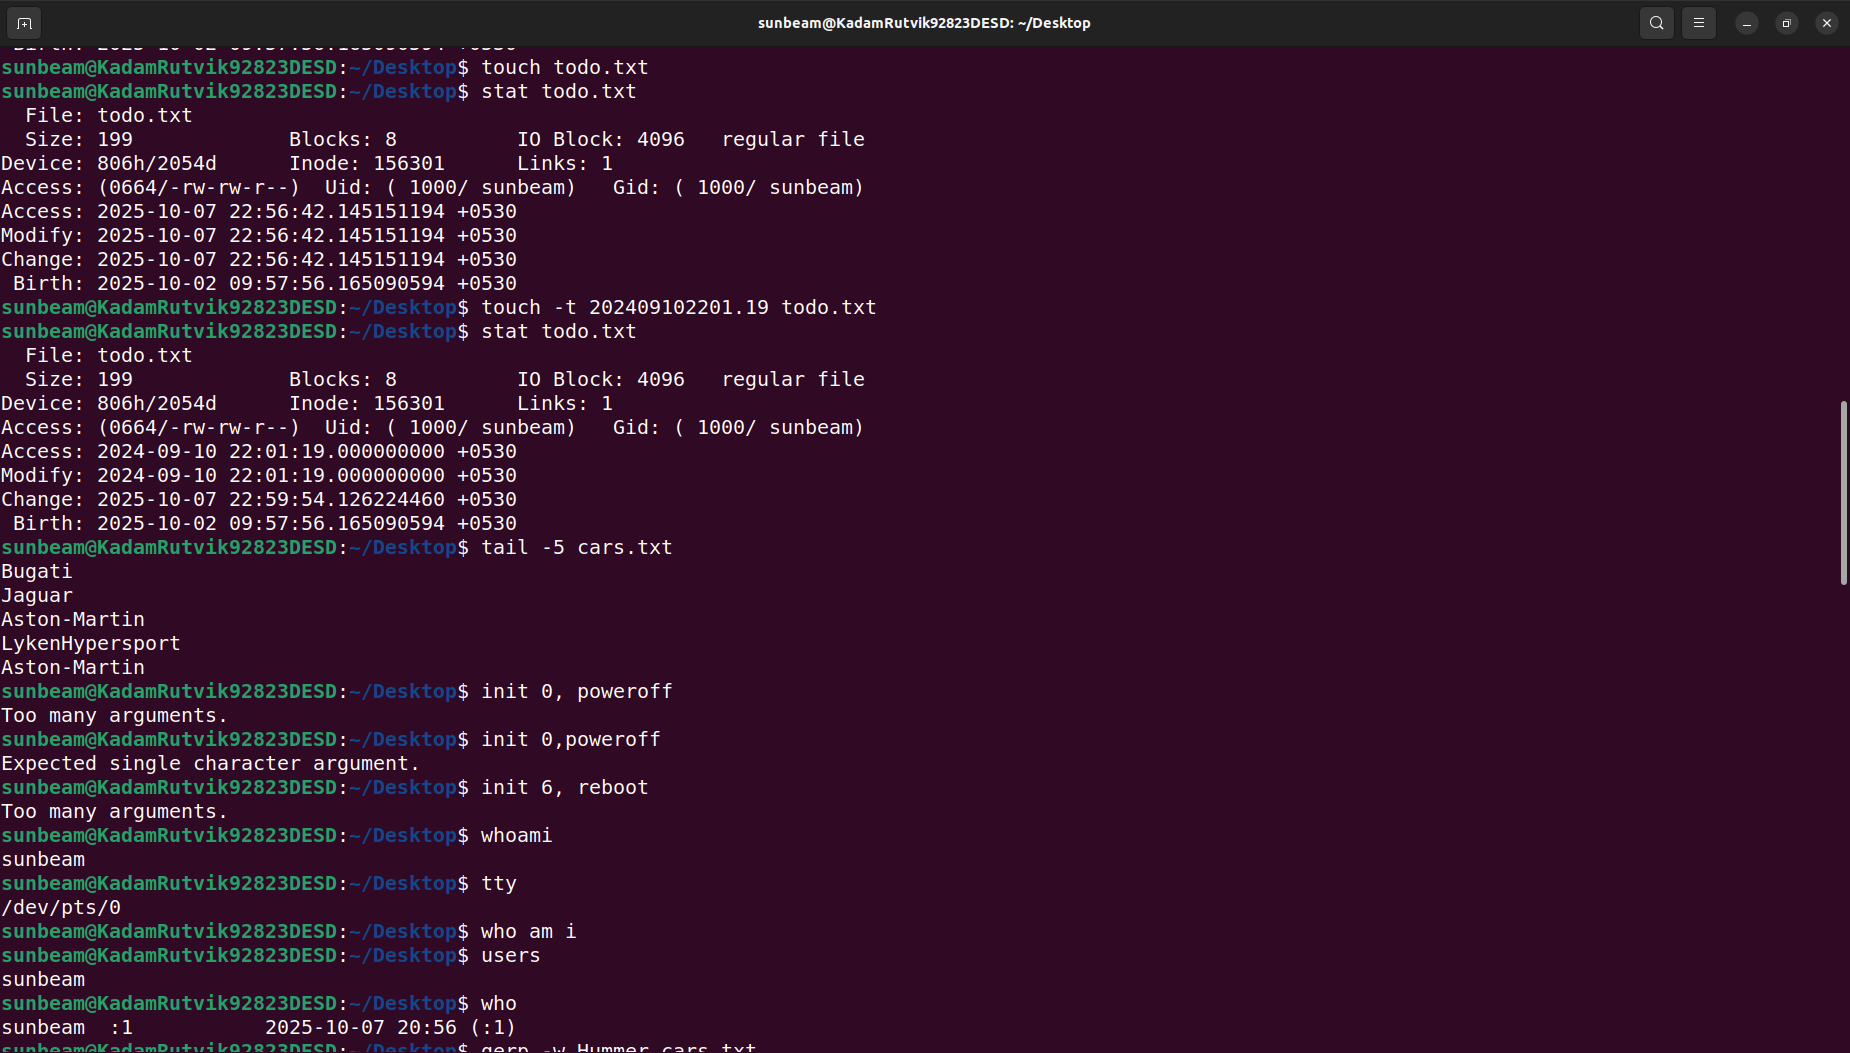 sunbeam@KadamRutvik92823DESD: ~/Desktop
Birth: 2025-10-02 09:57:56.165090594 +0530
sunbeam@KadamRutvik92823DESD:~/Desktop$ touch todo.txt
sunbeam@KadamRutvik92823DESD:~/Desktop$ stat todo.txt
  File: todo.txt
  Size: 199             Blocks: 8          IO Block: 4096   regular file
Device: 806h/2054d      Inode: 156301      Links: 1
Access: (0664/-rw-rw-r--)  Uid: ( 1000/ sunbeam)   Gid: ( 1000/ sunbeam)
Access: 2025-10-07 22:56:42.145151194 +0530
Modify: 2025-10-07 22:56:42.145151194 +0530
Change: 2025-10-07 22:56:42.145151194 +0530
 Birth: 2025-10-02 09:57:56.165090594 +0530
sunbeam@KadamRutvik92823DESD:~/Desktop$ touch -t 202409102201.19 todo.txt
sunbeam@KadamRutvik92823DESD:~/Desktop$ stat todo.txt
  File: todo.txt
  Size: 199             Blocks: 8          IO Block: 4096   regular file
Device: 806h/2054d      Inode: 156301      Links: 1
Access: (0664/-rw-rw-r--)  Uid: ( 1000/ sunbeam)   Gid: ( 1000/ sunbeam)
Access: 2024-09-10 22:01:19.000000000 +0530
Modify: 2024-09-10 22:01:19.000000000 +0530
Change: 2025-10-07 22:59:54.126224460 +0530
 Birth: 2025-10-02 09:57:56.165090594 +0530
sunbeam@KadamRutvik92823DESD:~/Desktop$ tail -5 cars.txt
Bugati
Jaguar
Aston-Martin
LykenHypersport
Aston-Martin
sunbeam@KadamRutvik92823DESD:~/Desktop$ init 0, poweroff
Too many arguments.
sunbeam@KadamRutvik92823DESD:~/Desktop$ init 0,poweroff
Expected single character argument.
sunbeam@KadamRutvik92823DESD:~/Desktop$ init 6, reboot
Too many arguments.
sunbeam@KadamRutvik92823DESD:~/Desktop$ whoami
sunbeam
sunbeam@KadamRutvik92823DESD:~/Desktop$ tty
/dev/pts/0
sunbeam@KadamRutvik92823DESD:~/Desktop$ who am i
sunbeam@KadamRutvik92823DESD:~/Desktop$ users
sunbeam
sunbeam@KadamRutvik92823DESD:~/Desktop$ who
sunbeam  :1           2025-10-07 20:56 (:1)
sunbeam@KadamRutvik92823DESD:~/Desktop$ gerp -w Hummer cars.txt